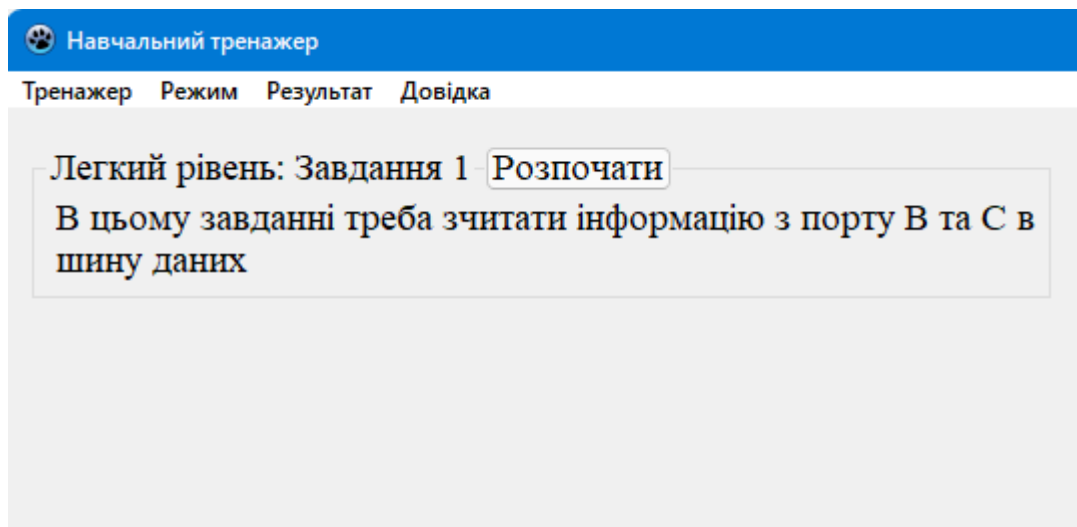 Навчальний тренажер
Тренажер Режим Результат Довідка
Легкий рівень: Завдання 1 Розпочати
В цьому завданні треба зчитати інформацію з порту В та С в
шину даних